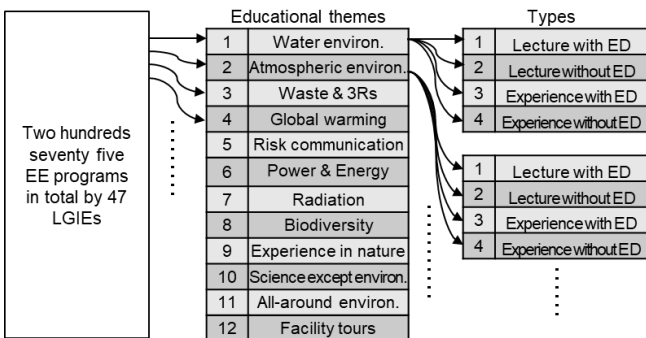 Educational themes
Types
Two hundreds
seventy five
EE programs
in total by 47
LGIEs
1 Water environ.
2 Atmospheric environ.
3 Waste & 3Rs
4 Global warming
5 Risk communication
6 Power & Energy
7 Radiation
8 Biodiversity
9 Experience in nature
10 Science except environ.
11 All-around environ.
12 Facility tours
1 Lecture with ED
2 Lecture without ED
3 Experience with ED
4 Experience without ED
1 Lecture with ED
2 Lecture without ED
3 Experience with ED
4 Experience without ED